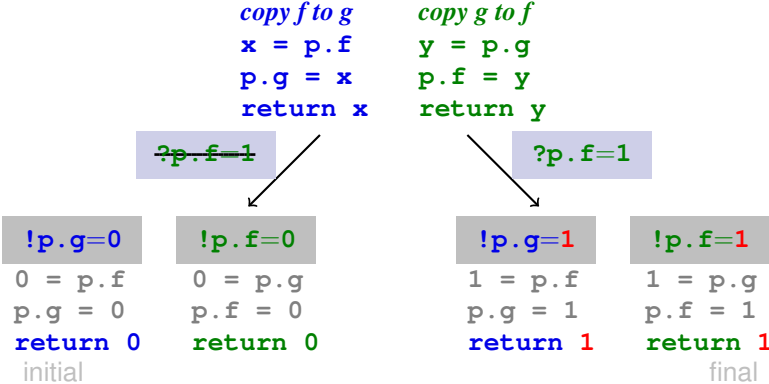 copy f to g copy g to f
x = p.f y = p.g
p.g = x p.f = y
return x return y
?p.f=1 ?p.f=1
!p.g=0 !p.f=0 !p.g=1 !p.f=1
0 = p.f 0 = p.g 1 = p.f 1 = p.g
p.g = 0 p.f = 0 p.g = 1 p.f = 1
return 0 return 0 return 1 return 1
initial final